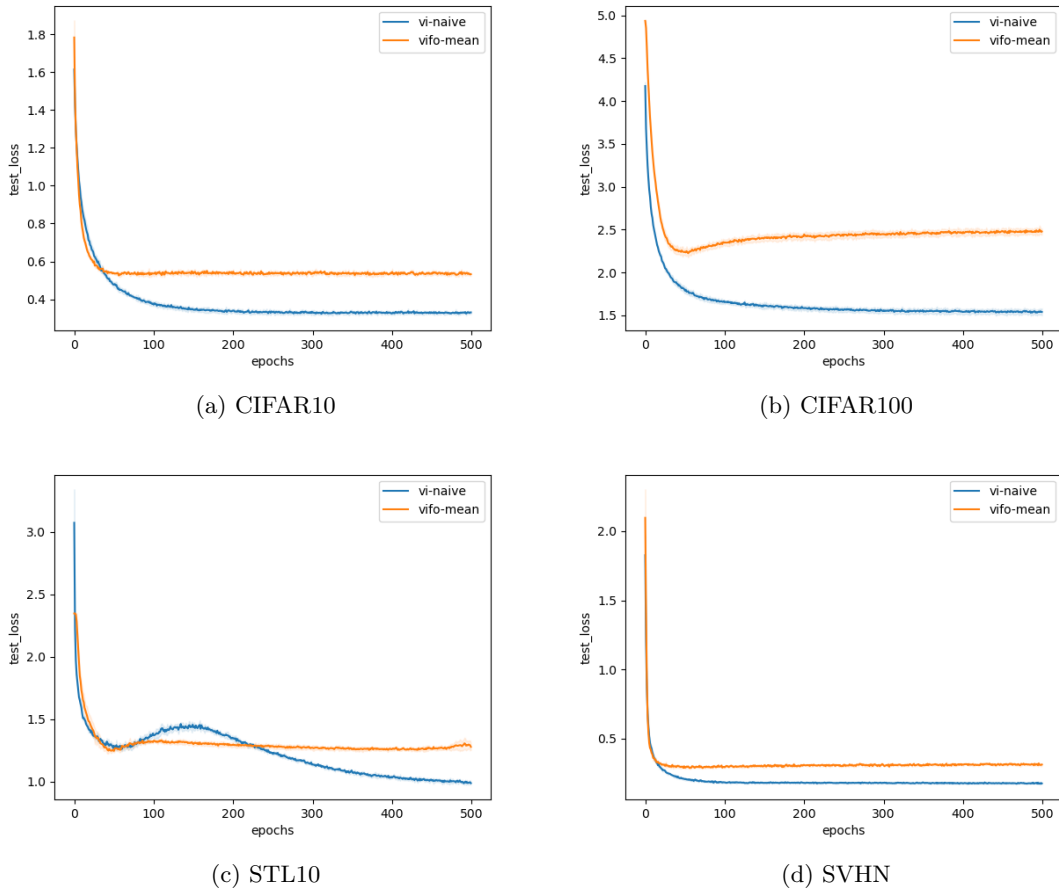 vi-naive
vifo-mean
1.8
1.6
1.4
1.2
1.0
0.8
0.6
0.4
test_loss
0 100 200 300 400 500
epochs
(a) CIFAR10
vi-naive
vifo-mean
5.0
4.5
4.0
3.5
3.0
2.5
2.0
1.5
test_loss
0 100 200 300 400 500
epochs
(b) CIFAR100
vi-naive
vifo-mean
3.0
2.5
2.0
1.5
1.0
test_loss
0 100 200 300 400 500
epochs
(c) STL10
vi-naive
vifo-mean
2.0
1.5
1.0
0.5
test_loss
0 100 200 300 400 500
epochs
(d) SVHN